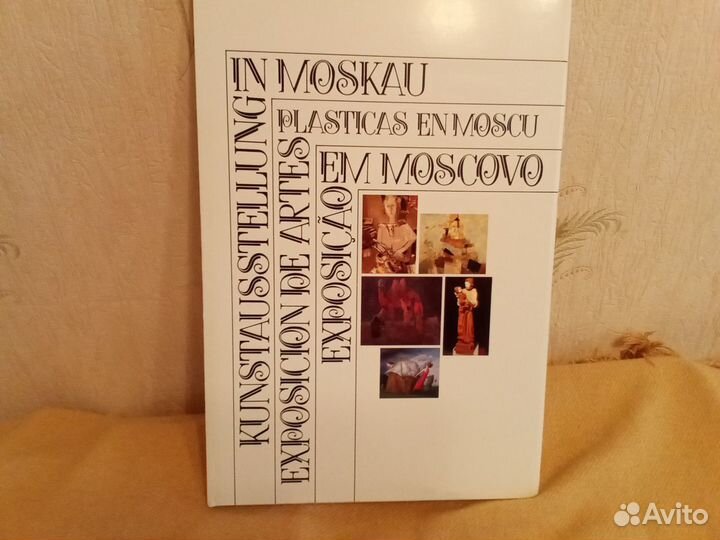 KUNSTAUSSTELLUNG
IN MOSKAU
EXPOSICION DE ARTES
PLASTICAS EN MOSCU
EXPOSIÇÃO
EM MOSCOVO
Avito